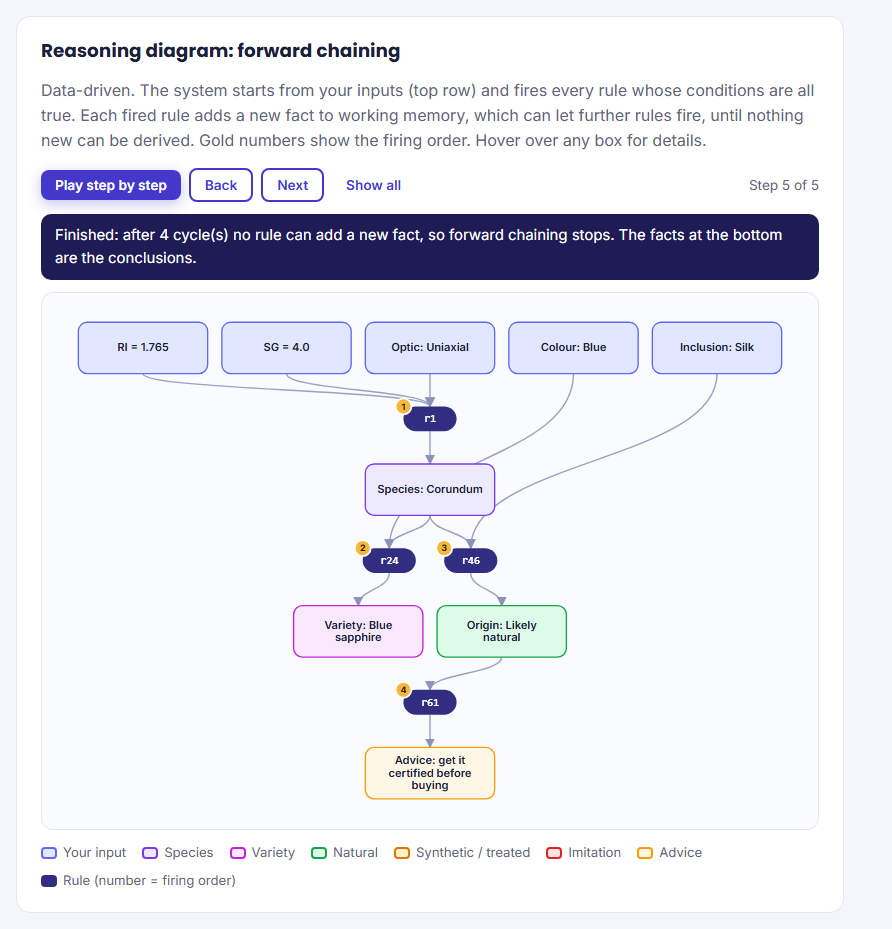 Reasoning diagram: forward chaining
Data-driven. The system starts from your inputs (top row) and fires every rule whose conditions are all
true. Each fired rule adds a new fact to working memory, which can let further rules fire, until nothing
new can be derived. Gold numbers show the firing order. Hover over any box for details.
Play step by step Back Next Show all Step 5 of 5
Finished: after 4 cycle(s) no rule can add a new fact, so forward chaining stops. The facts at the bottom
are the conclusions.
RI = 1.765 SG = 4.0 Optic: Uniaxial Colour: Blue Inclusion: Silk
1
r1
Species: Corundum
2 3
r24 r46
Variety: Blue
sapphire
Origin: Likely
natural
4
r61
Advice: get it
certified before
buying
Your input Species Variety Natural Synthetic / treated Imitation Advice
Rule (number = firing order)